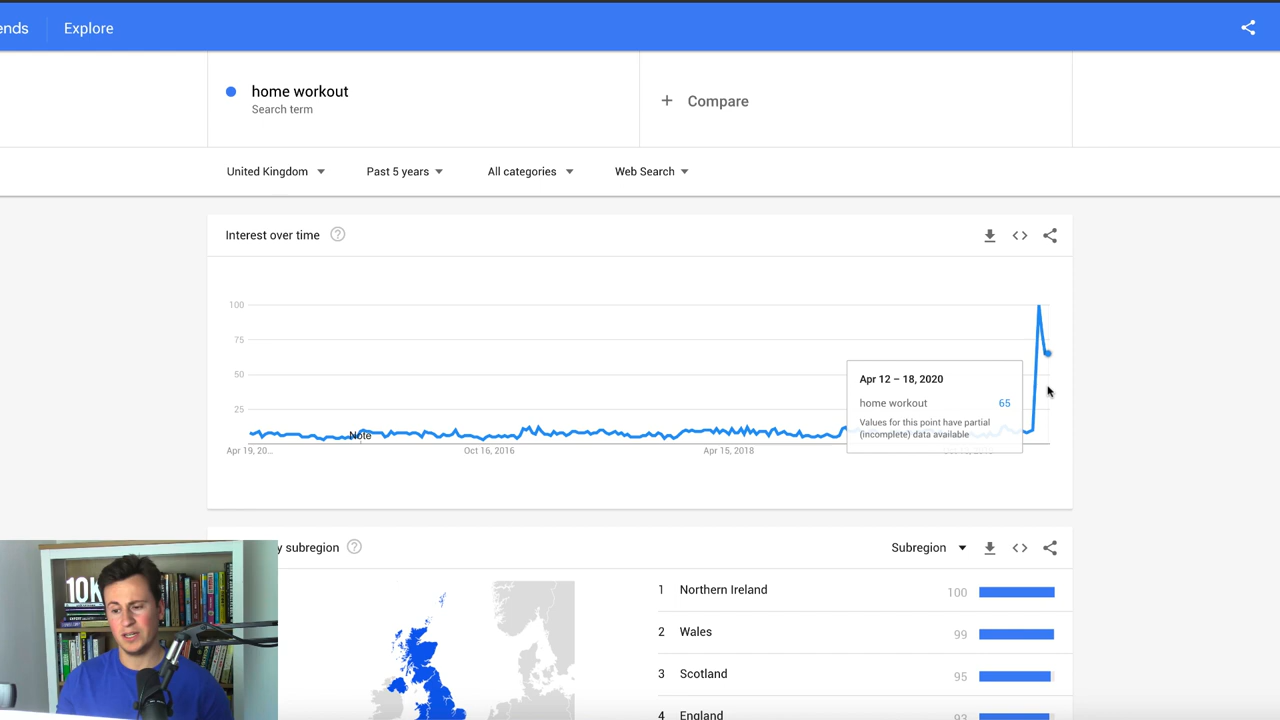 ends
Explore
home workout
Search term
+ Compare
United Kingdom
Past 5 years
All categories
Web Search
Interest over time
100
75
50
25
Note
Apr 19, 20...
Oct 16, 2016
Apr 15, 2018
Apr 12 – 18, 2020
home workout 65
Values for this point have partial
(incomplete) data available
y subregion
Subregion
1 Northern Ireland 100
2 Wales 99
3 Scotland 95
4 England 93
10K
EXPERT